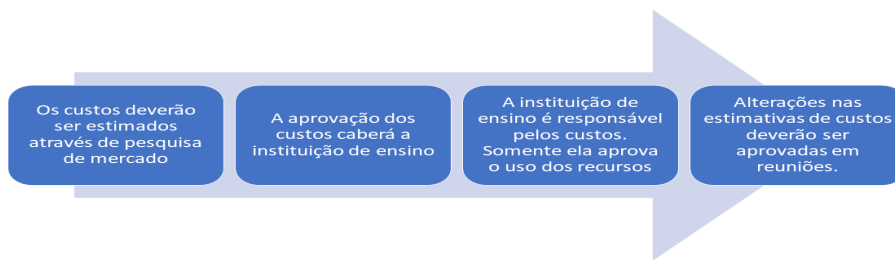 Os custos deverão
ser estimados
através de pesquisa
de mercado
A aprovação dos
custos caberá a
instituição de ensino
A instituição de
ensino é responsável
pelos custos.
Somente ela aprova
o uso dos recursos
Alterações nas
estimativas de custos
deverão ser
aprovadas em
reuniões.